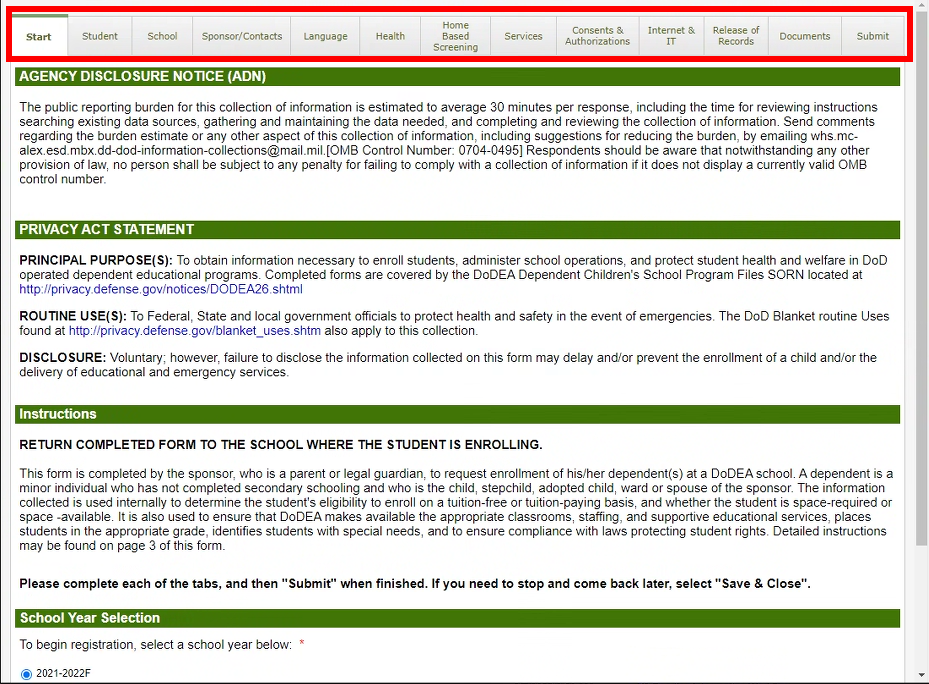 Start
Student
School
Sponsor/Contacts
Language
Health
Home
Based
Screening
Services
Consents &
Authorizations
Internet &
IT
Release of
Records
Documents
Submit
AGENCY DISCLOSURE NOTICE (ADN)
The public reporting burden for this collection of information is estimated to average 30 minutes per response, including the time for reviewing instructions
searching existing data sources, gathering and maintaining the data needed, and completing and reviewing the collection of information. Send comments
regarding the burden estimate or any other aspect of this collection of information, including suggestions for reducing the burden, by emailing whs.mc-
alex.esd.mbx.dd-dod-information-collections@mail.mil.[OMB Control Number: 0704-0495] Respondents should be aware that notwithstanding any other
provision of law, no person shall be subject to any penalty for failing to comply with a collection of information if it does not display a currently valid OMB
control number.
PRIVACY ACT STATEMENT
PRINCIPAL PURPOSE(S): To obtain information necessary to enroll students, administer school operations, and protect student health and welfare in DoD
operated dependent educational programs. Completed forms are covered by the DoDEA Dependent Children's School Program Files SORN located at
http://privacy.defense.gov/notices/DODEA26.shtml
ROUTINE USE(S): To Federal, State and local government officials to protect health and safety in the event of emergencies. The DoD Blanket routine Uses
found at http://privacy.defense.gov/blanket_uses.shtm also apply to this collection.
DISCLOSURE: Voluntary; however, failure to disclose the information collected on this form may delay and/or prevent the enrollment of a child and/or the
delivery of educational and emergency services.
Instructions
RETURN COMPLETED FORM TO THE SCHOOL WHERE THE STUDENT IS ENROLLING.
This form is completed by the sponsor, who is a parent or legal guardian, to request enrollment of his/her dependent(s) at a DoDEA school. A dependent is a
minor individual who has not completed secondary schooling and who is the child, stepchild, adopted child, ward or spouse of the sponsor. The information
collected is used internally to determine the student's eligibility to enroll on a tuition-free or tuition-paying basis, and whether the student is space-required or
space -available. It is also used to ensure that DoDEA makes available the appropriate classrooms, staffing, and supportive educational services, places
students in the appropriate grade, identifies students with special needs, and to ensure compliance with laws protecting student rights. Detailed instructions
may be found on page 3 of this form.
Please complete each of the tabs, and then "Submit" when finished. If you need to stop and come back later, select "Save & Close".
School Year Selection
To begin registration, select a school year below: *
2021-2022F